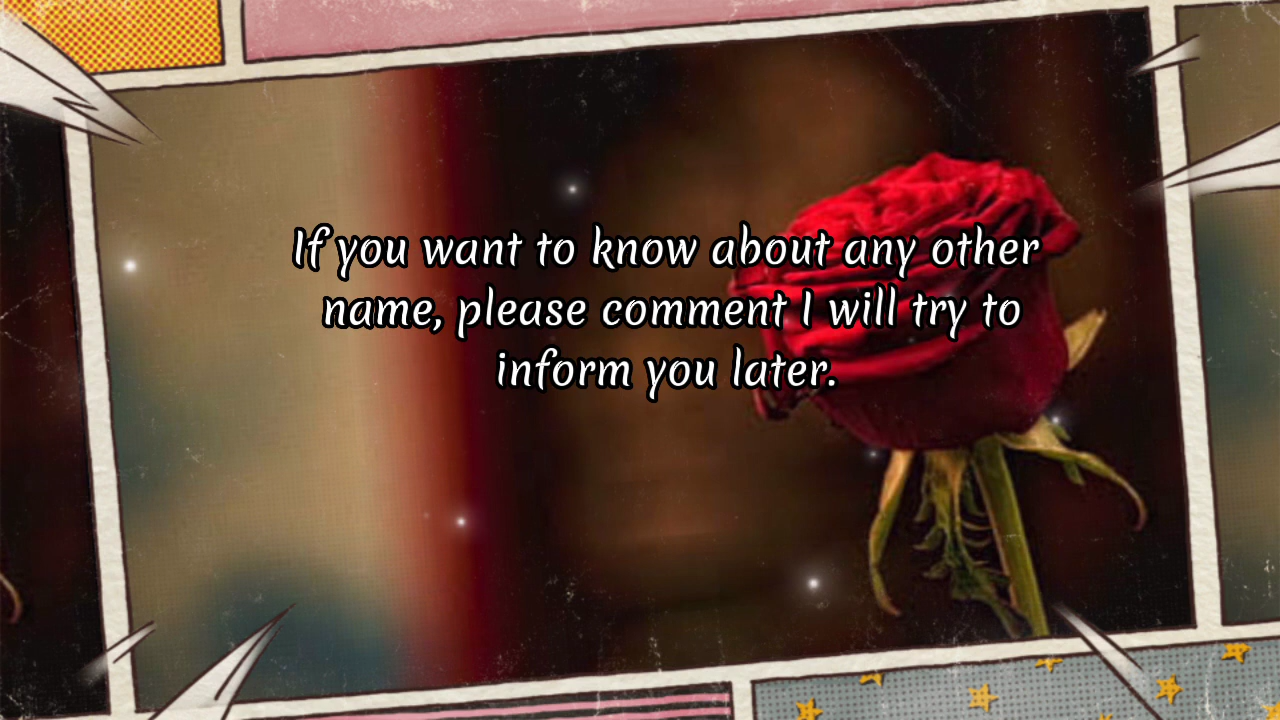 If you want to know about any other
name, please comment I will try to
inform you later.